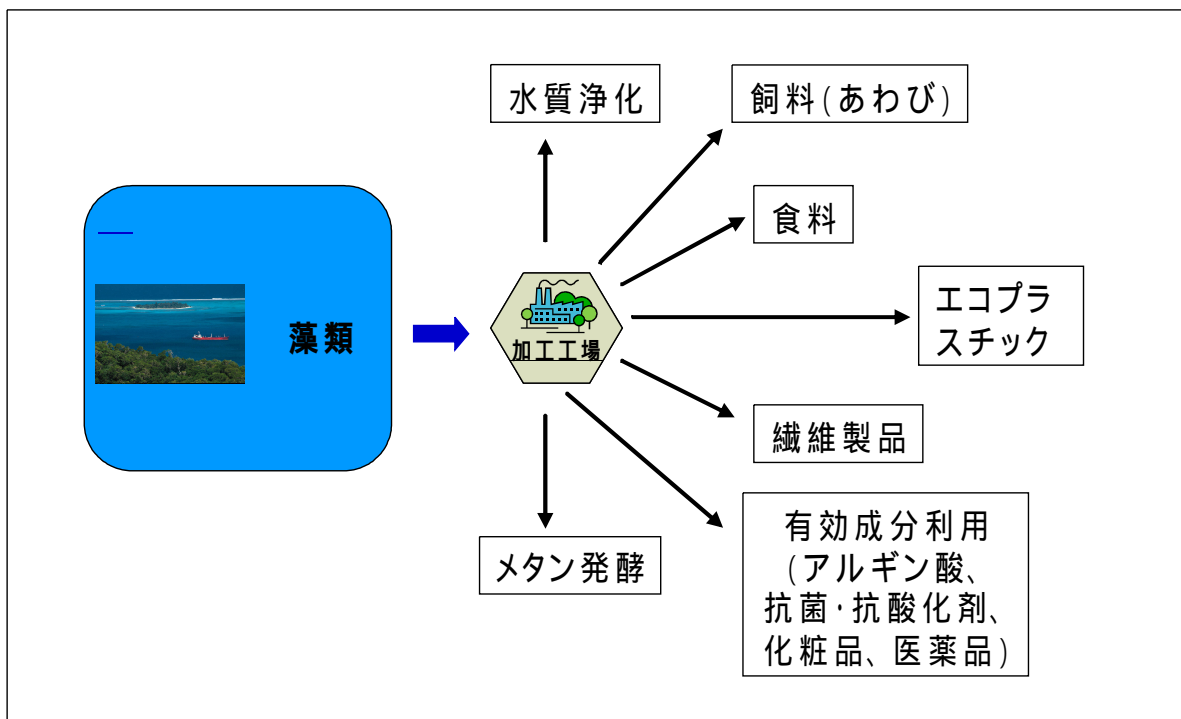 水質浄化
飼料(あわび)
食料
藻類
加工工場
エコプラ
スチック
繊維製品
メタン発酵
有効成分利用
(アルギン酸、
抗菌・抗酸化剤、
化粧品、医薬品)